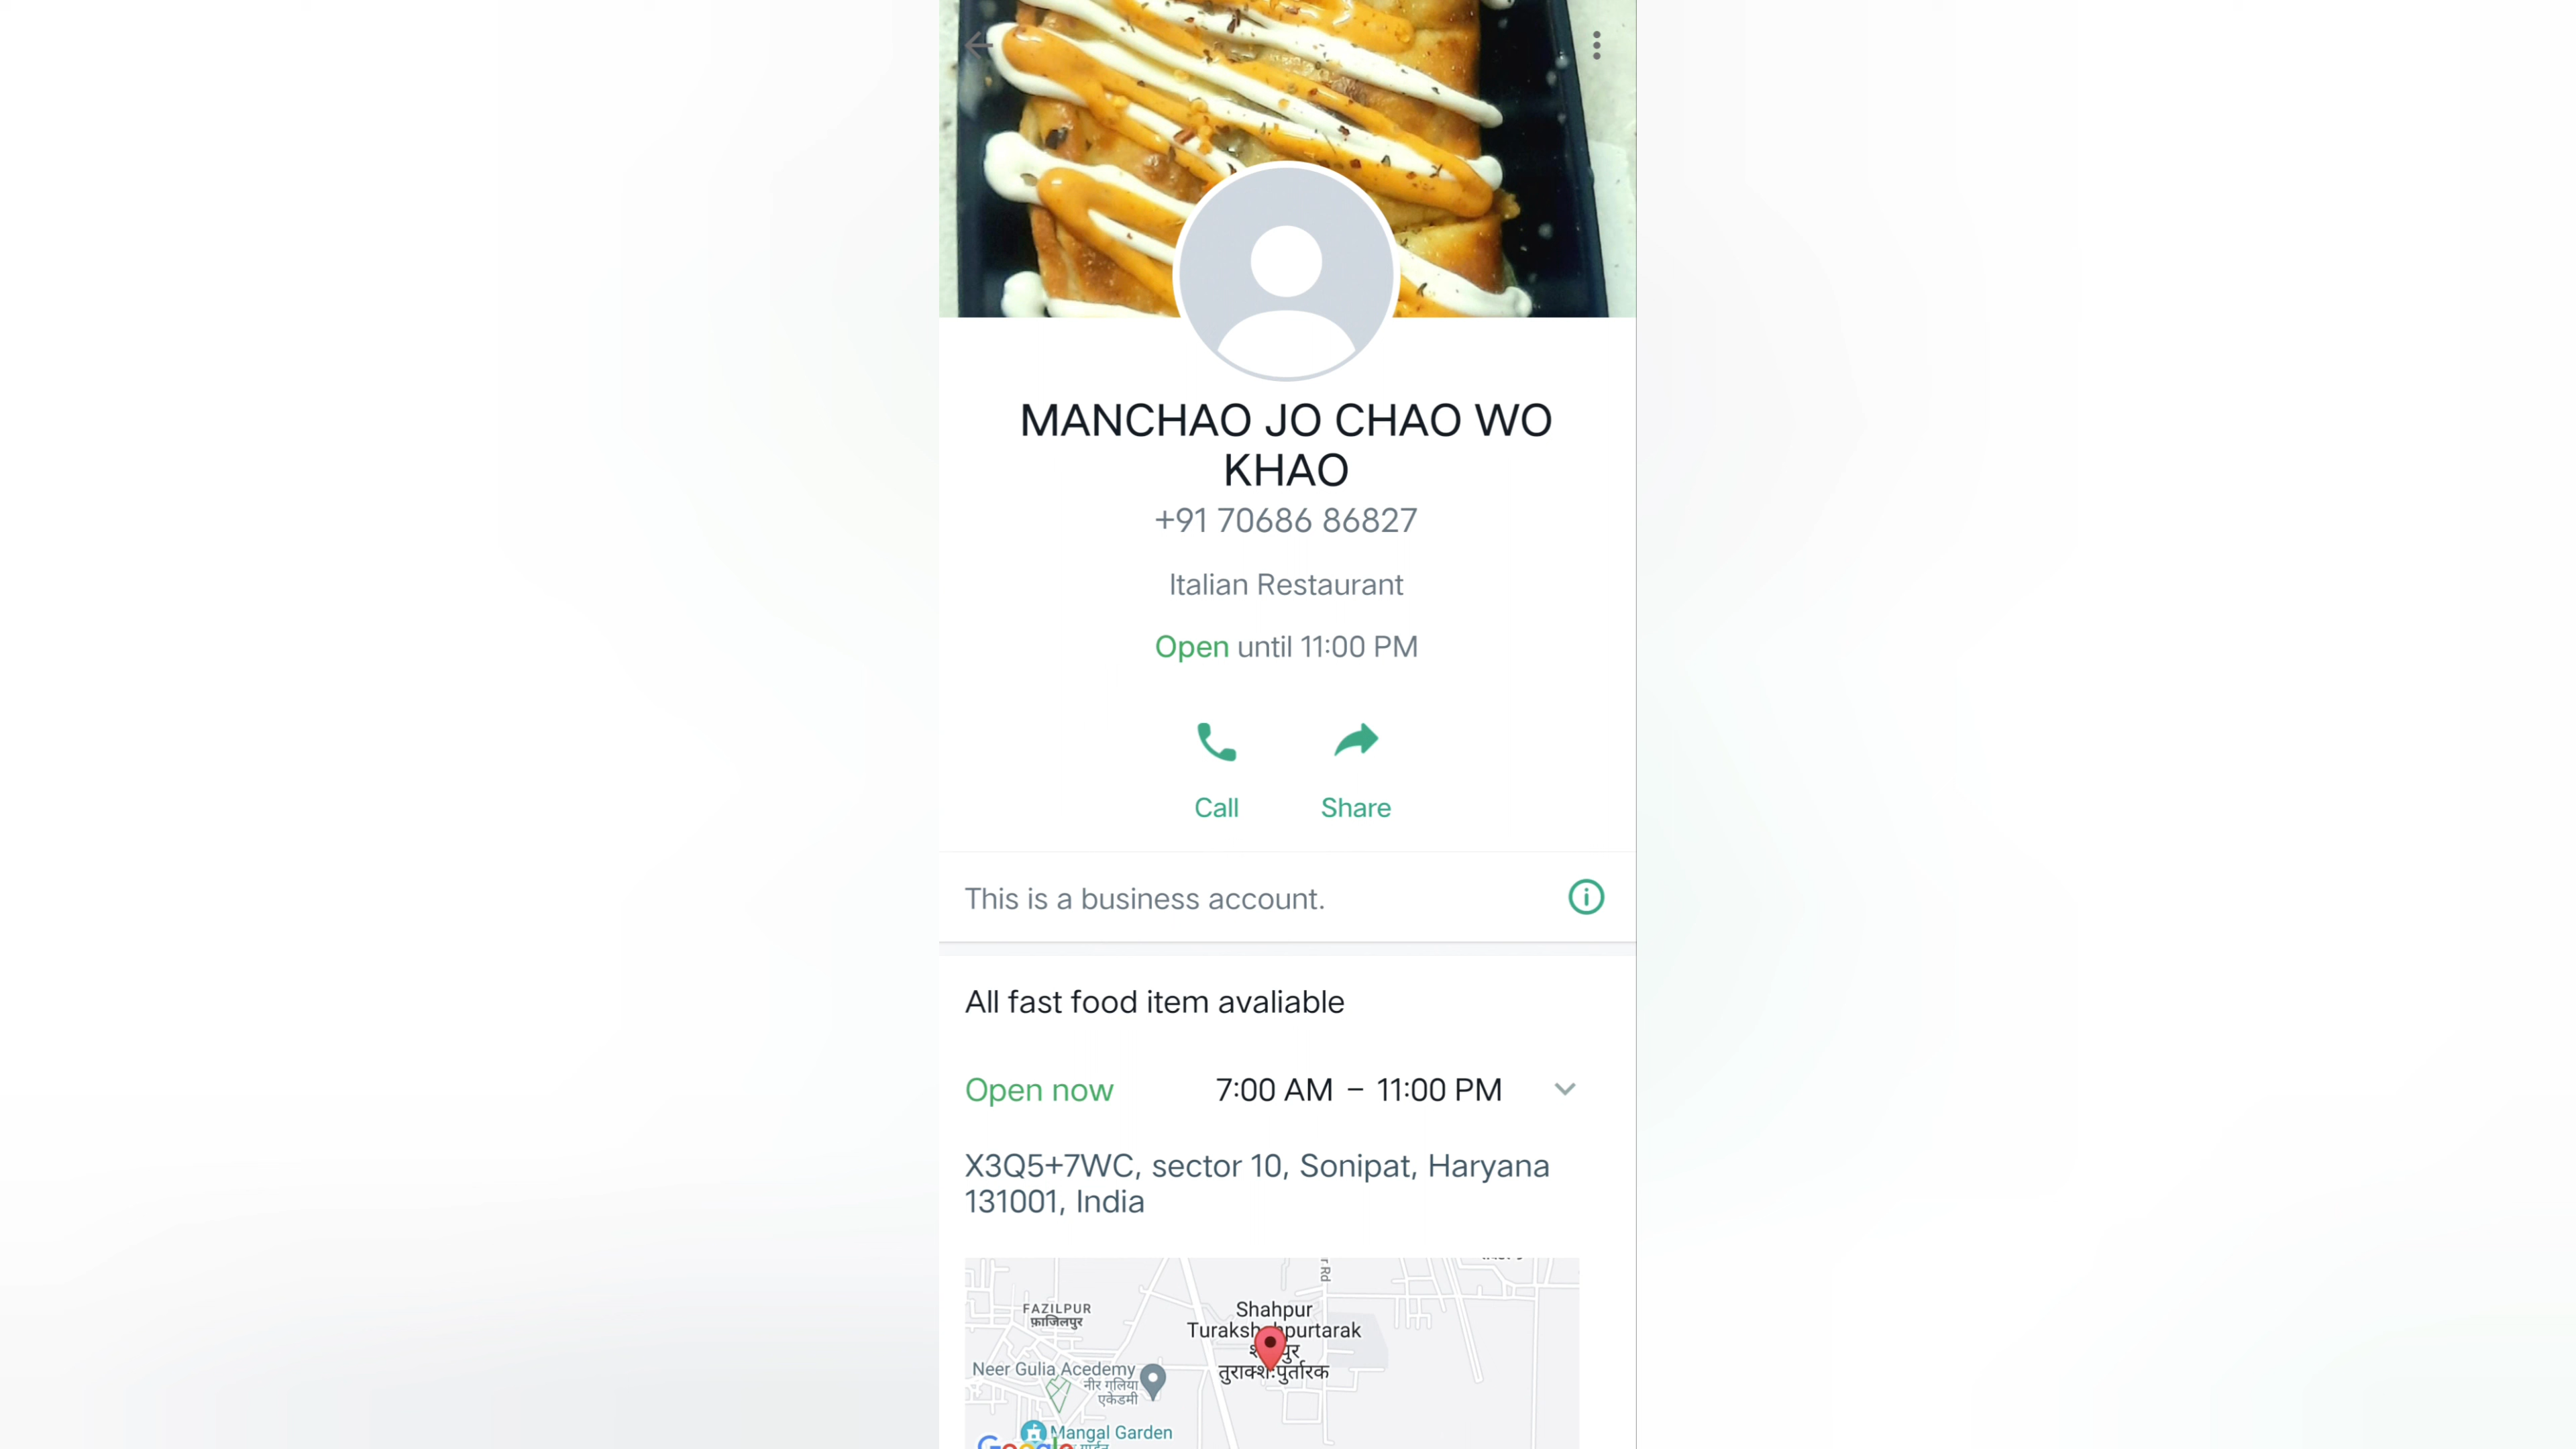 MANCHAO JO CHAO WO
KHAO
+91 70686 86827
Italian Restaurant
Open until 11:00 PM
Call
Share
This is a business account.
All fast food item avaliable
Open now 7:00 AM – 11:00 PM
X3Q5+7WC, sector 10, Sonipat, Haryana
131001, India
Rd
FAZILPUR
फ़ाजिलपुर
Shahpur
Neer Gulia Acedemy
नीर गुलिया
एकेडमी
Mangal Garden
Google